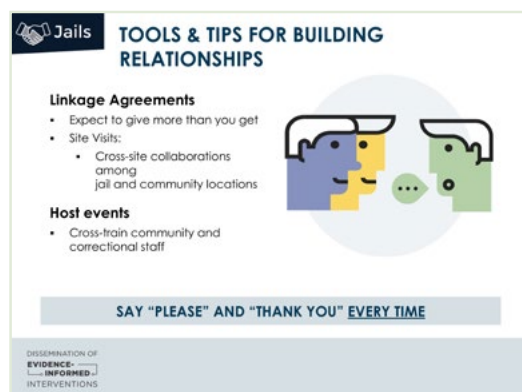 Jails
TOOLS & TIPS FOR BUILDING
RELATIONSHIPS
Linkage Agreements
▪ Expect to give more than you get
▪ Site Visits:
▪ Cross-site collaborations
among
jail and community locations
Host events
▪ Cross-train community and
correctional staff
SAY “PLEASE” AND “THANK YOU” EVERY TIME
DISSEMINATION OF
EVIDENCE-
INFORMED
INTERVENTIONS